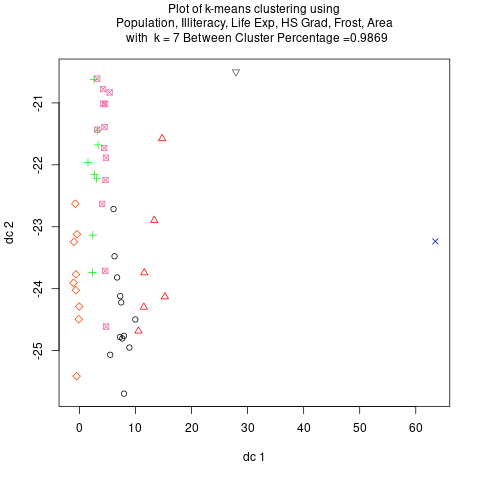 Plot of k-means clustering using
Population, Illiteracy, Life Exp, HS Grad, Frost, Area
with k = 7 Between Cluster Percentage =0.9869
-21
-22
-23
-24
-25
dc 2
0
10
20
30
40
50
60
dc 1